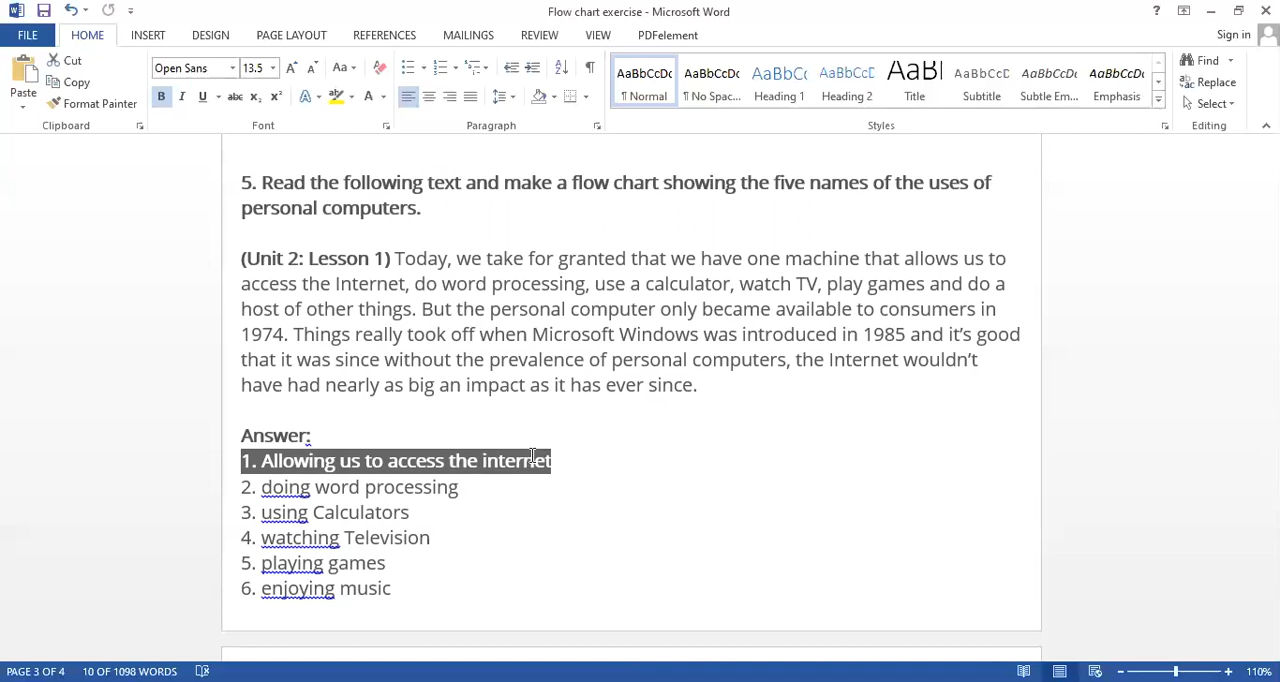 Flow chart exercise - Microsoft Word
?
FILE HOME INSERT DESIGN PAGE LAYOUT REFERENCES MAILINGS REVIEW VIEW PDFelement Sign in
Paste
Cut
Copy
Format Painter
Clipboard
Open Sans 13.5
Aa
B I U abc X₂ X²
A
Font
Paragraph
AaBbCcDc AaBbCcDc AaBbCc AaBbCcD AaBl AaBbCcD AaBbCcDc AaBbCcDc
¶ Normal ¶ No Spac... Heading 1 Heading 2 Title Subtitle Subtle Em... Emphasis
Styles
Find
Replace
Select
Editing
5. Read the following text and make a flow chart showing the five names of the uses of
personal computers.
(Unit 2: Lesson 1) Today, we take for granted that we have one machine that allows us to
access the Internet, do word processing, use a calculator, watch TV, play games and do a
host of other things. But the personal computer only became available to consumers in
1974. Things really took off when Microsoft Windows was introduced in 1985 and it's good
that it was since without the prevalence of personal computers, the Internet wouldn't
have had nearly as big an impact as it has ever since.
Answer:
1. Allowing us to access the internet
2. doing word processing
3. using Calculators
4. watching Television
5. playing games
6. enjoying music
PAGE 3 OF 4 10 OF 1098 WORDS 110%